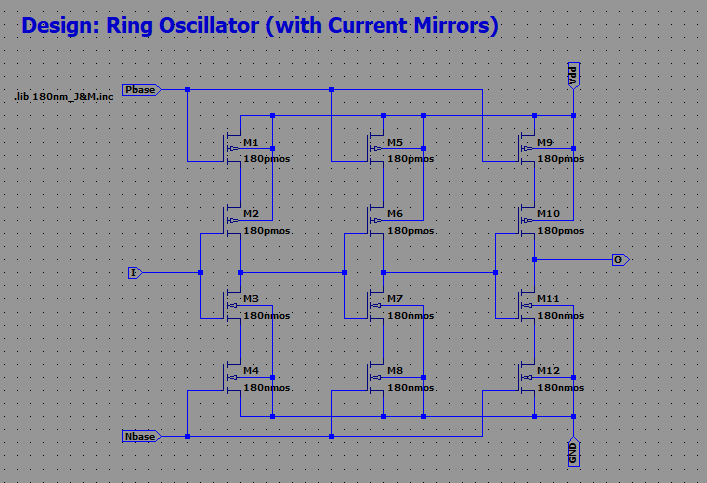 Design: Ring Oscillator (with Current Mirrors)
Vdd
.lib 180nm_J&M.inc
Pbase
M1
180pmos
M5
180pmos
M9
180pmos
M2
180pmos
M6
180pmos
M10
180pmos
I
O
M3
180nmos
M7
180nmos
M11
180nmos
M4
180nmos
M8
180nmos
M12
180nmos
Nbase
GND